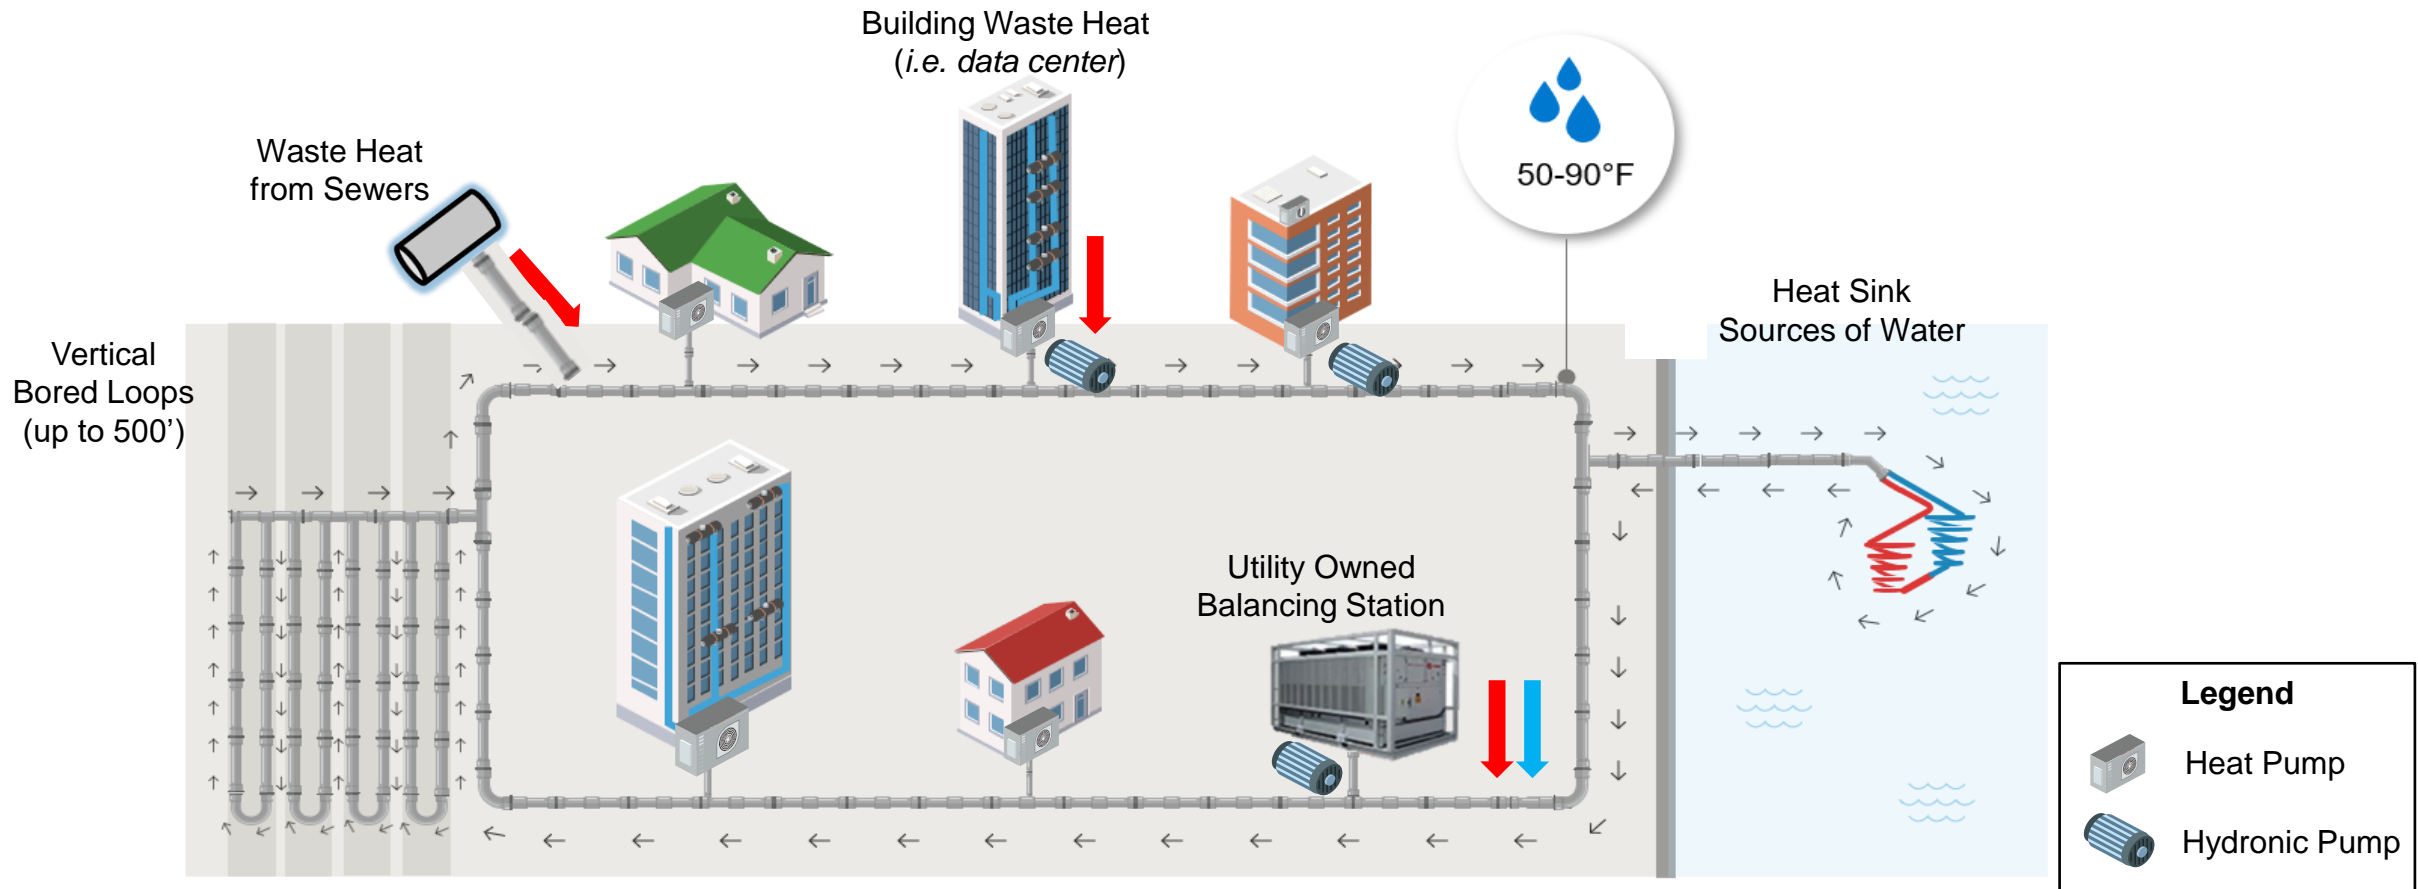 Building Waste Heat
(i.e. data center)
Waste Heat
from Sewers
50-90°F
Heat Sink
Sources of Water
Vertical
Bored Loops
(up to 500’)
Utility Owned
Balancing Station
Legend
Heat Pump
Hydronic Pump